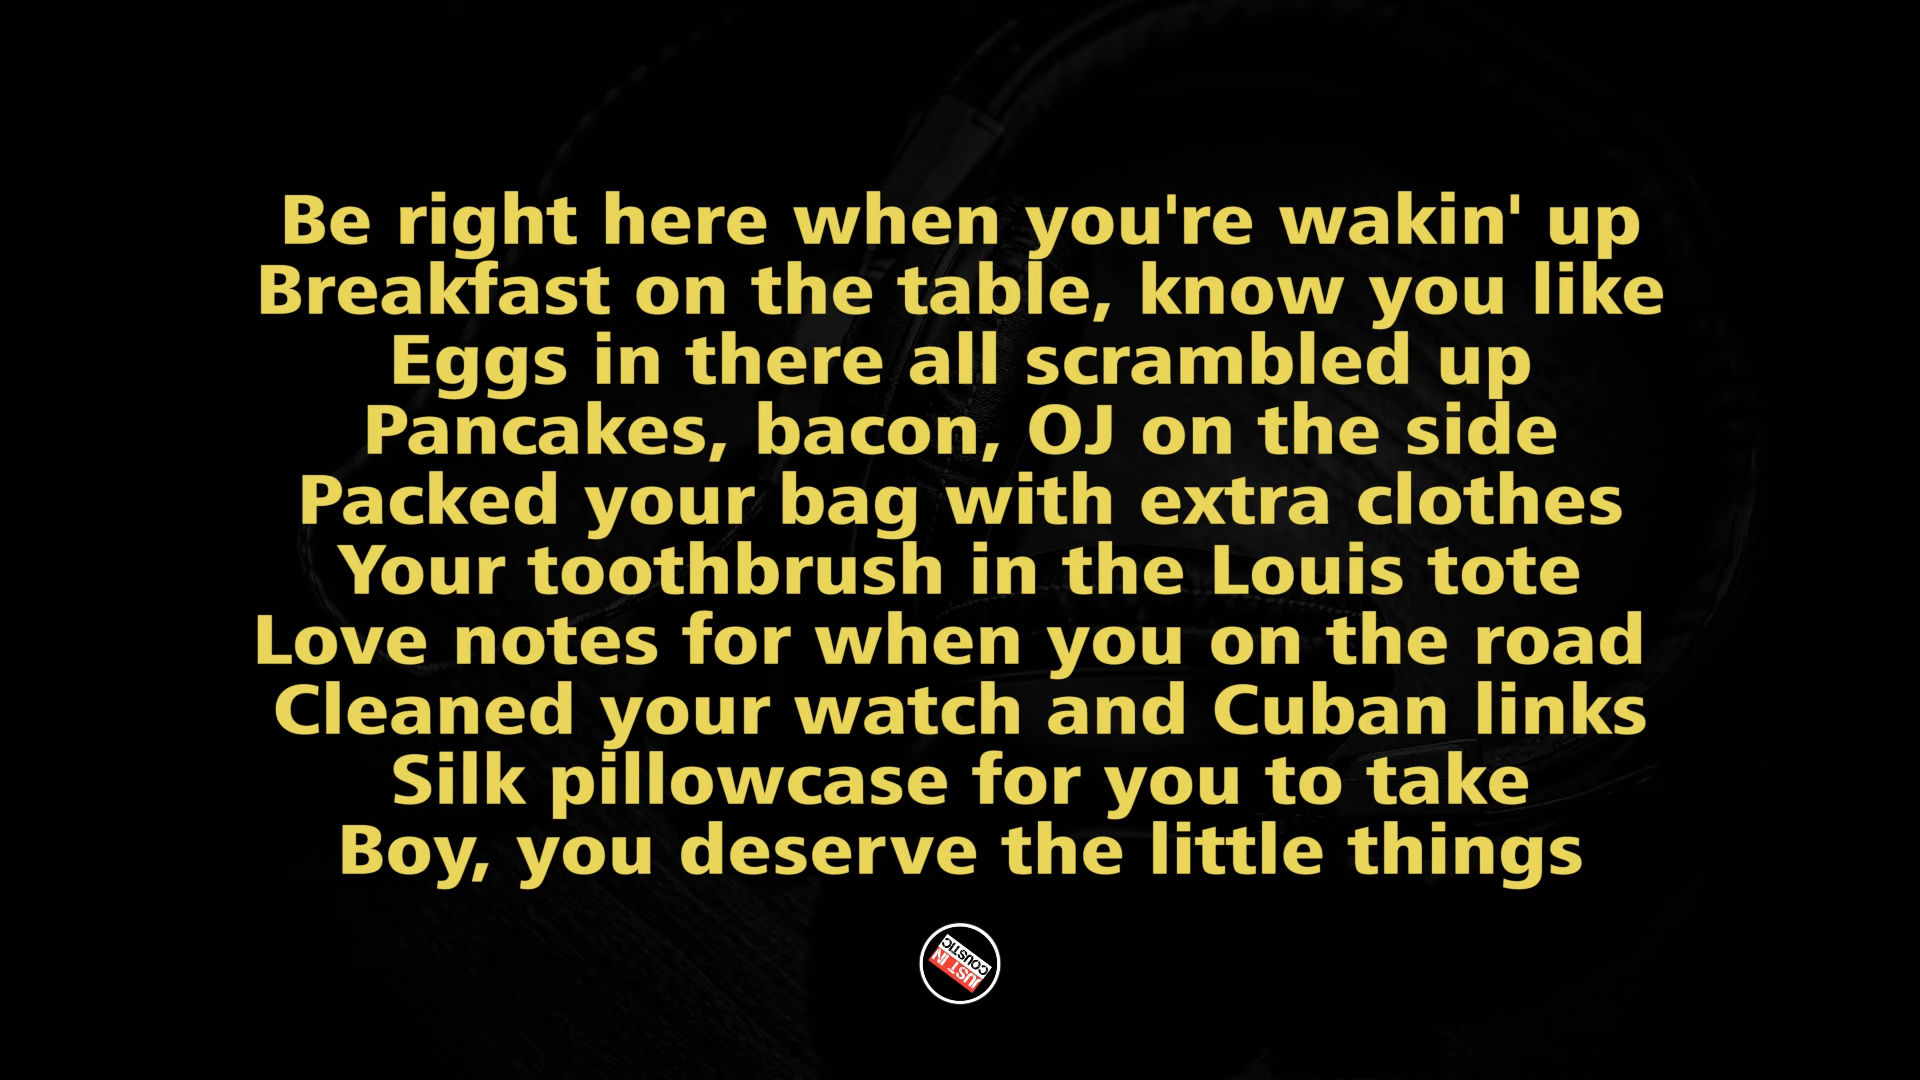 Be right here when you're wakin' up
Breakfast on the table, know you like
Eggs in there all scrambled up
Pancakes, bacon, OJ on the side
Packed your bag with extra clothes
Your toothbrush in the Louis tote
Love notes for when you on the road
Cleaned your watch and Cuban links
Silk pillowcase for you to take
Boy, you deserve the little things
JUST IN
COUSTIC